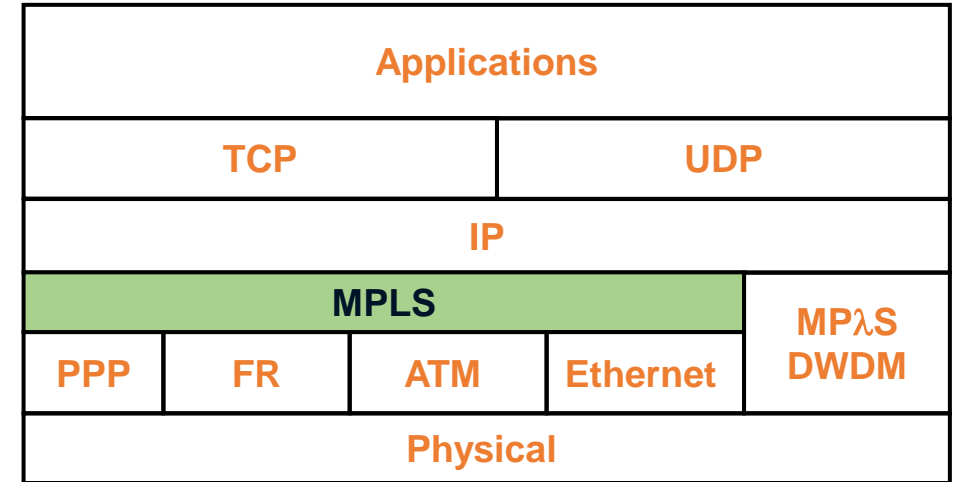 Applications
TCP
UDP
IP
MPLS
MPλS
DWDM
PPP
FR
ATM
Ethernet
Physical